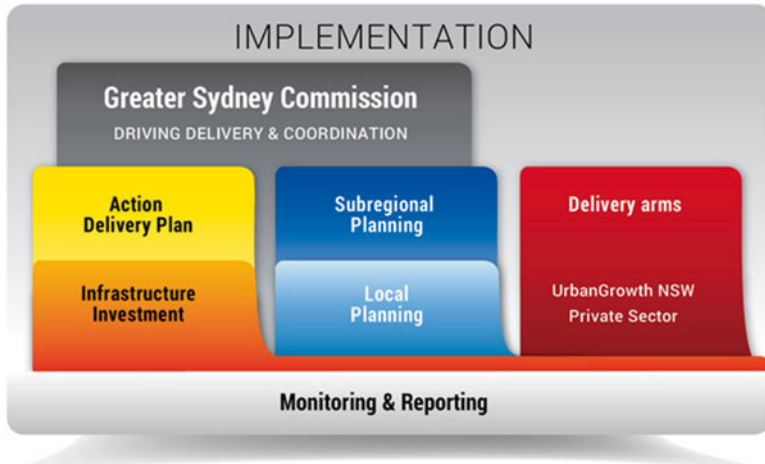 IMPLEMENTATION
Greater Sydney Commission
DRIVING DELIVERY & COORDINATION
Action
Delivery Plan
Subregional
Planning
Delivery arms
Infrastructure
Investment
Local
Planning
UrbanGrowth NSW
Private Sector
Monitoring & Reporting